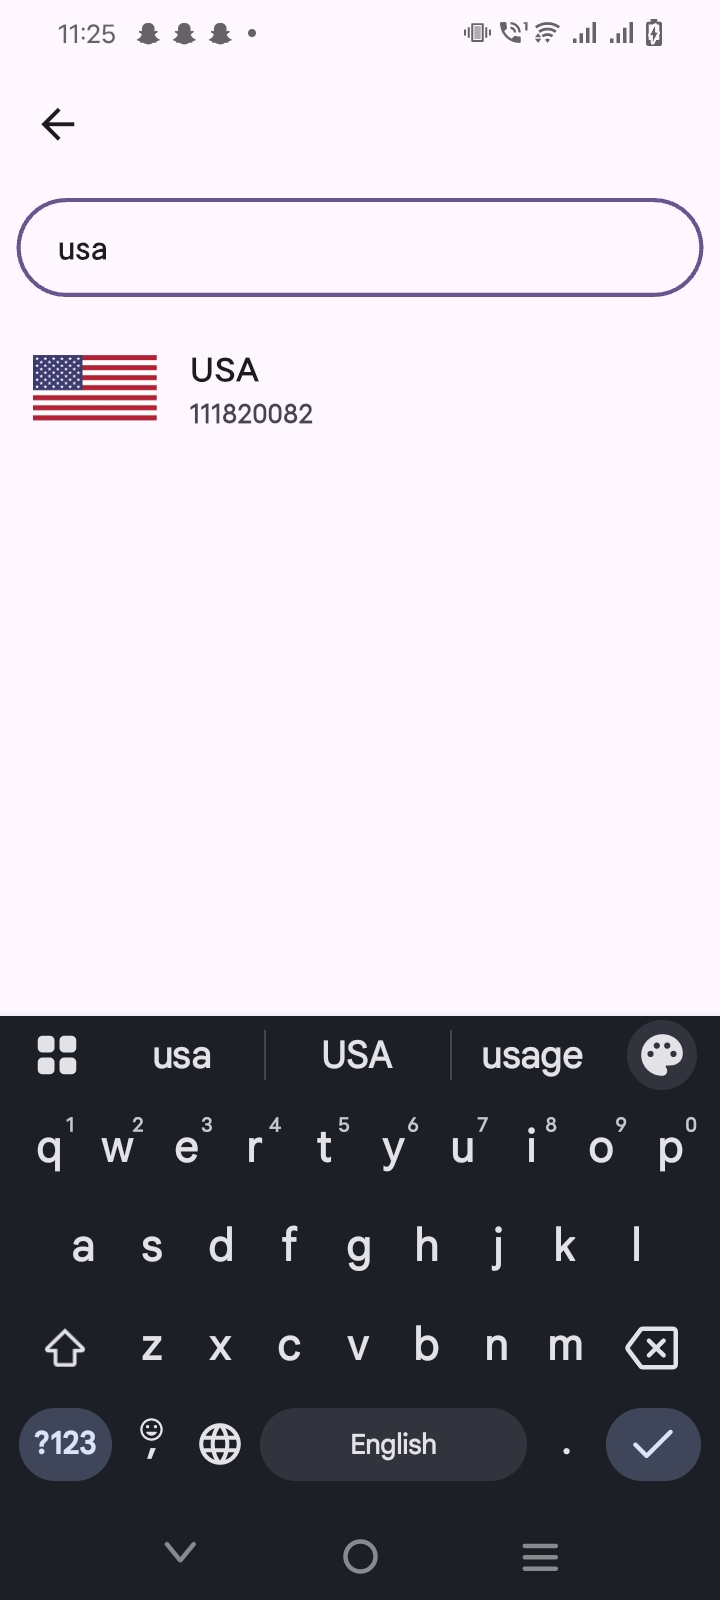 11:25
usa
USA
111820082
usa USA usage
q1 w2 e3 r4 t5 y6 u7 i8 o9 p0
a s d f g h j k l
z x c v b n m
?123 , English .